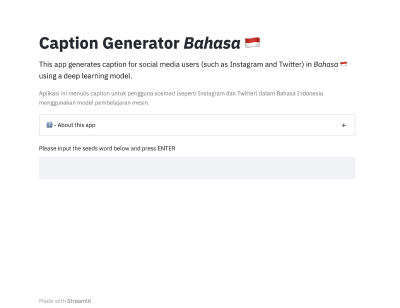 Caption Generator Bahasa 🇮🇩
This app generates caption for social media users (such as Instagram and Twitter) in Bahasa 🇮🇩
using a deep learning model.
Aplikasi ini menulis caption untuk pengguna sosmed (seperti Instagram dan Twitter) dalam Bahasa Indonesia
menggunakan model pembelajaran mesin.
ℹ️ - About this app +
Please input the seeds word below and press ENTER
Made with Streamlit